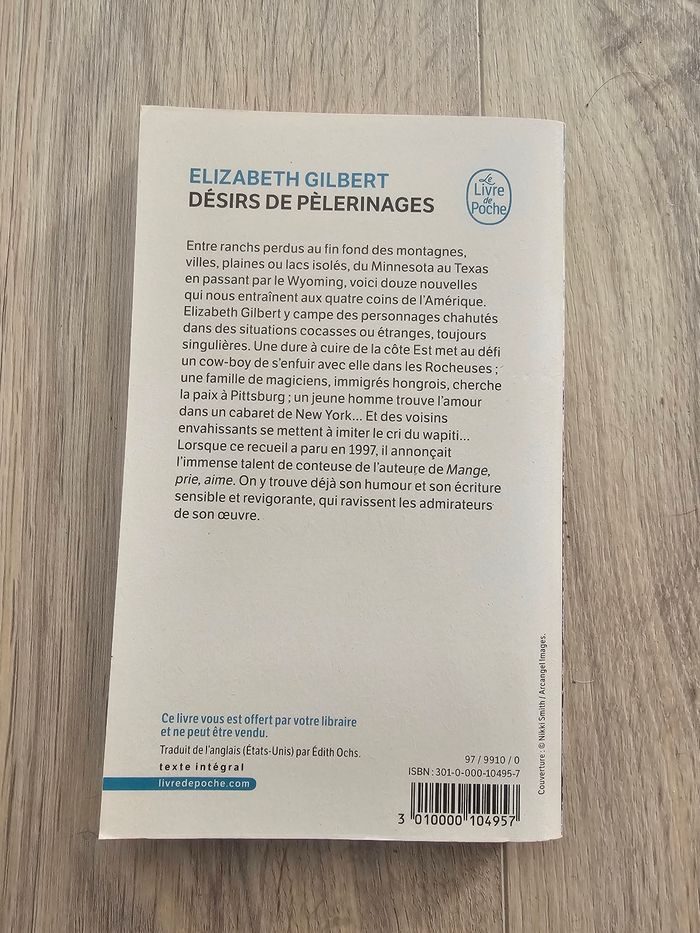 ELIZABETH GILBERT
DÉSIRS DE PÈLERINAGES
Le
Livre
de
Poche
Entre ranchs perdus au fin fond des montagnes,
villes, plaines ou lacs isolés, du Minnesota au Texas
en passant par le Wyoming, voici douze nouvelles
qui nous entraînent aux quatre coins de l'Amérique.
Elizabeth Gilbert y campe des personnages chahutés
dans des situations cocasses ou étranges, toujours
singulières. Une dure à cuire de la côte Est met au défi
un cow-boy de s'enfuir avec elle dans les Rocheuses ;
une famille de magiciens, immigrés hongrois, cherche
la paix à Pittsburg ; un jeune homme trouve l'amour
dans un cabaret de New York... Et des voisins
envahissants se mettent à imiter le cri du wapiti...
Lorsque ce recueil a paru en 1997, il annonçait
l'immense talent de conteuse de l'auteure de Mange,
prie, aime. On y trouve déjà son humour et son écriture
sensible et revigorante, qui ravissent les admirateurs
de son œuvre.
Ce livre vous est offert par votre libraire
et ne peut être vendu.
Traduit de l'anglais (États-Unis) par Édith Ochs.
texte intégral
livredepoche.com
97 / 9910 / 0
ISBN : 301-0-000-10495-7
3 010000 104957
Couverture : © Nikki Smith / Arcangel Images.